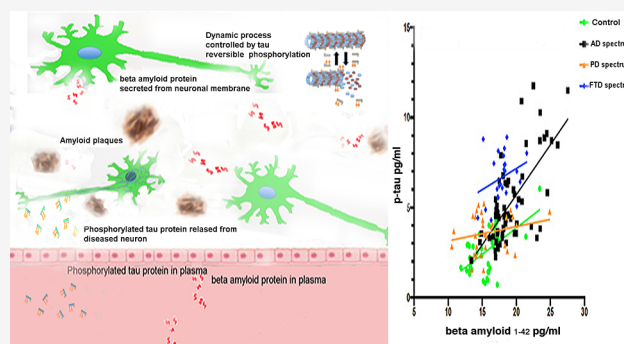 Dynamic process
controlled by tau
reversible phosphorylation
beta amyloid protein
secreted from neuronal membrane
Amyloid plaques
Phosphorylated tau protein relased from
diseased neuron
Phosphorylated tau protein in plasma
beta amyloid protein in plasma
15
10
5
0
5
10
15
20
25
30
p-tau pg/ml
beta amyloid 1-42 pg/ml
Control
AD spectru
PD spectru
FTD spectru